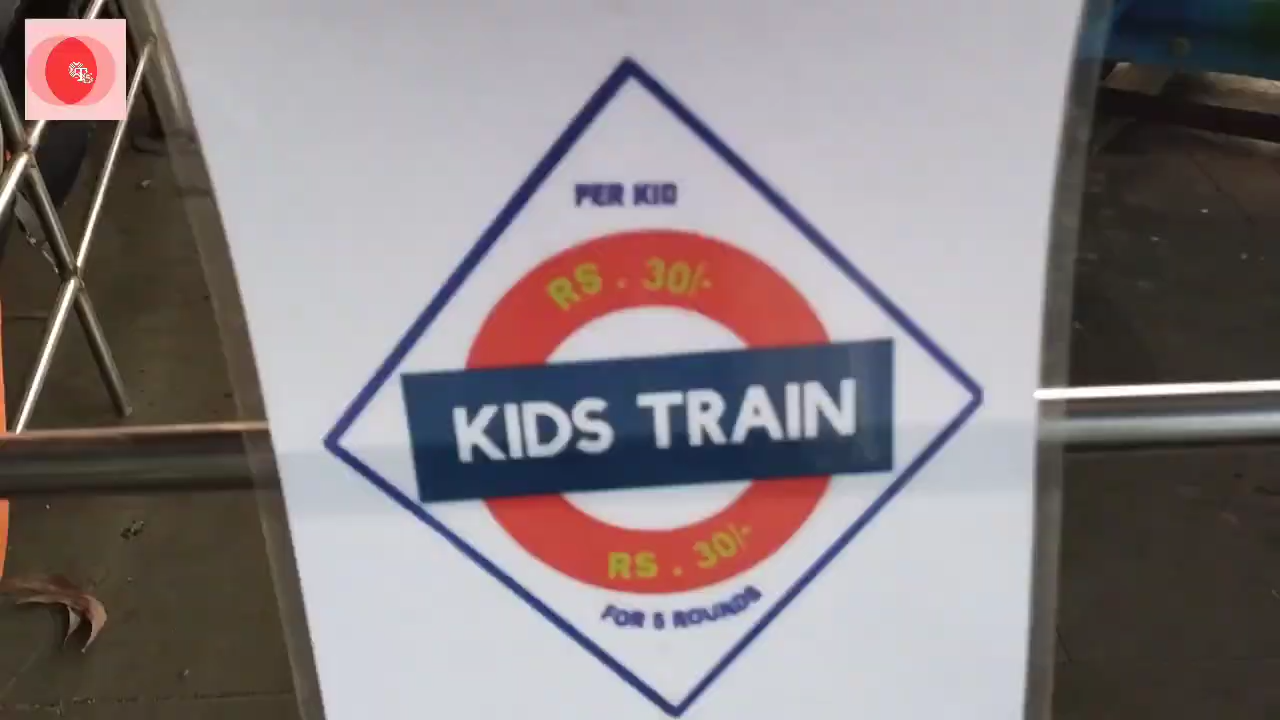 PER KID
RS . 30/-
KIDS TRAIN
RS . 30/-
FOR 5 ROUNDS